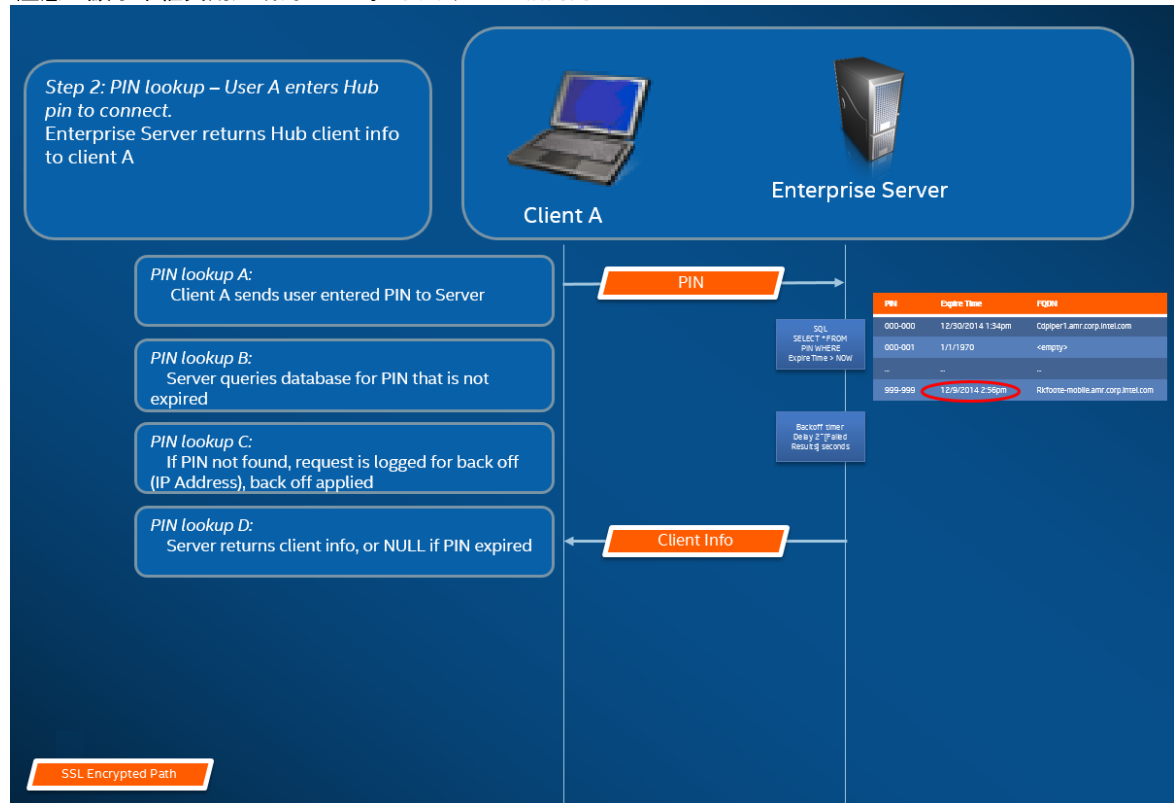 Step 2: PIN lookup – User A enters Hub
pin to connect.
Enterprise Server returns Hub client info
to client A
Client A
Enterprise Server
PIN lookup A:
Client A sends user entered PIN to Server
PIN
PIN lookup B:
Server queries database for PIN that is not
expired
SQL
SELECT * FROM
PIN WHERE
Expire Time > NOW
PIN Expire Time FQDN
000-000 12/30/2014 1:34pm Cdpiper1.amr.corp.intel.com
000-001 1/1/1970 <empty>
... ... ...
999-999 12/9/2014 2:56pm Rkfoote-mobile.amr.corp.intel.com
PIN lookup C:
If PIN not found, request is logged for back off
(IP Address), back off applied
Backoff timer
Delay 2^[Failed
Results] seconds
PIN lookup D:
Server returns client info, or NULL if PIN expired
Client Info
SSL Encrypted Path